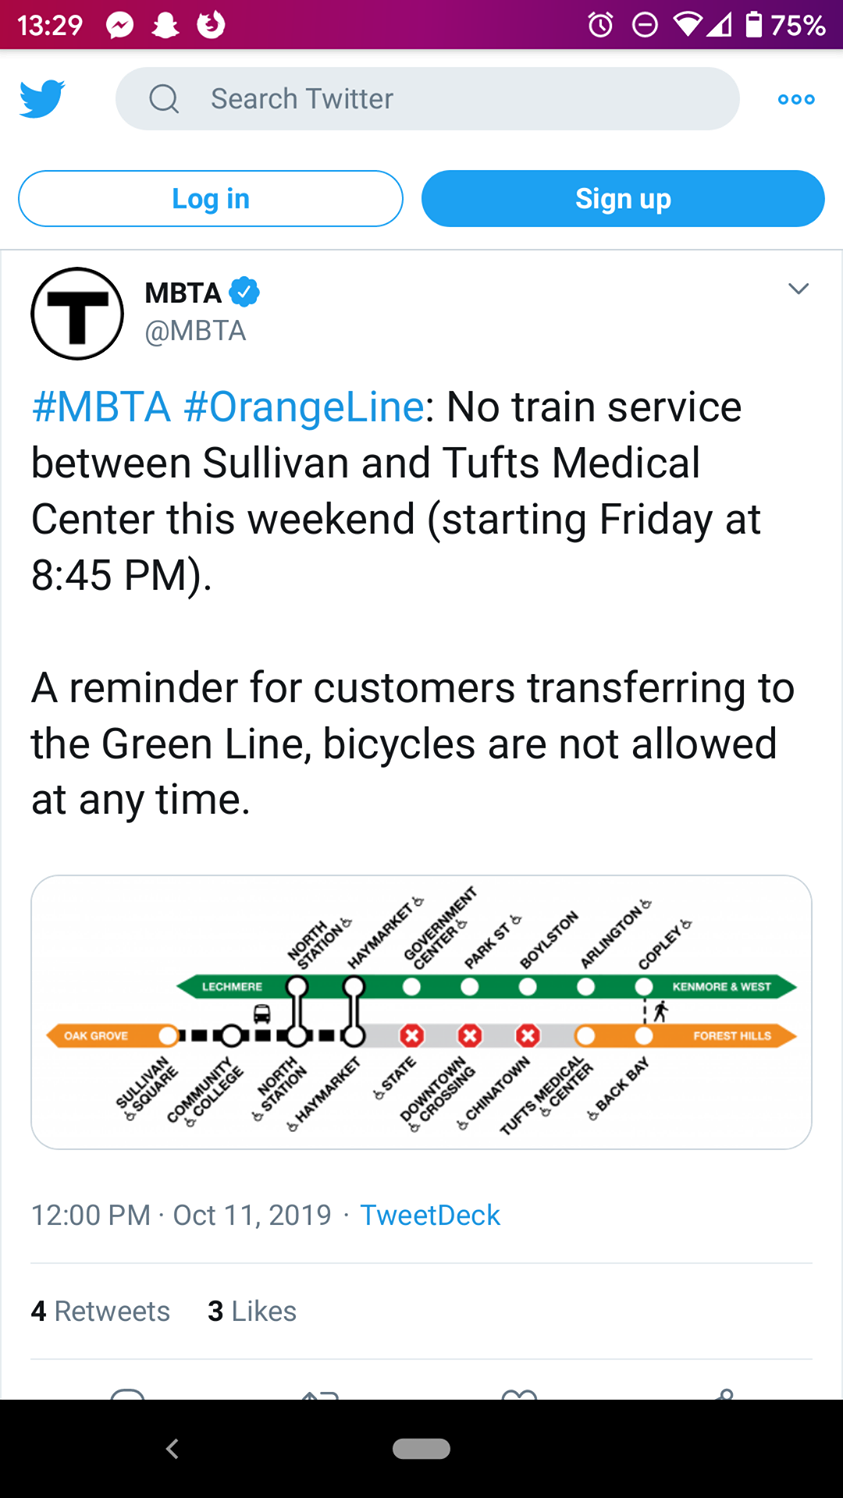 13:29
75%
Search Twitter
Log in
Sign up
T
MBTA
@MBTA
#MBTA #OrangeLine: No train service
between Sullivan and Tufts Medical
Center this weekend (starting Friday at
8:45 PM).
A reminder for customers transferring to
the Green Line, bicycles are not allowed
at any time.
NORTH
STATION
HAYMARKET
GOVERNMENT
CENTER
PARK ST
BOYLSTON
ARLINGTON
COPLEY
LECHMERE
KENMORE & WEST
OAK GROVE
FOREST HILLS
SULLIVAN
SQUARE
COMMUNITY
COLLEGE
NORTH
STATION
HAYMARKET
STATE
DOWNTOWN
CROSSING
CHINATOWN
TUFTS MEDICAL
CENTER
BACK BAY
12:00 PM · Oct 11, 2019 · TweetDeck
4 Retweets 3 Likes